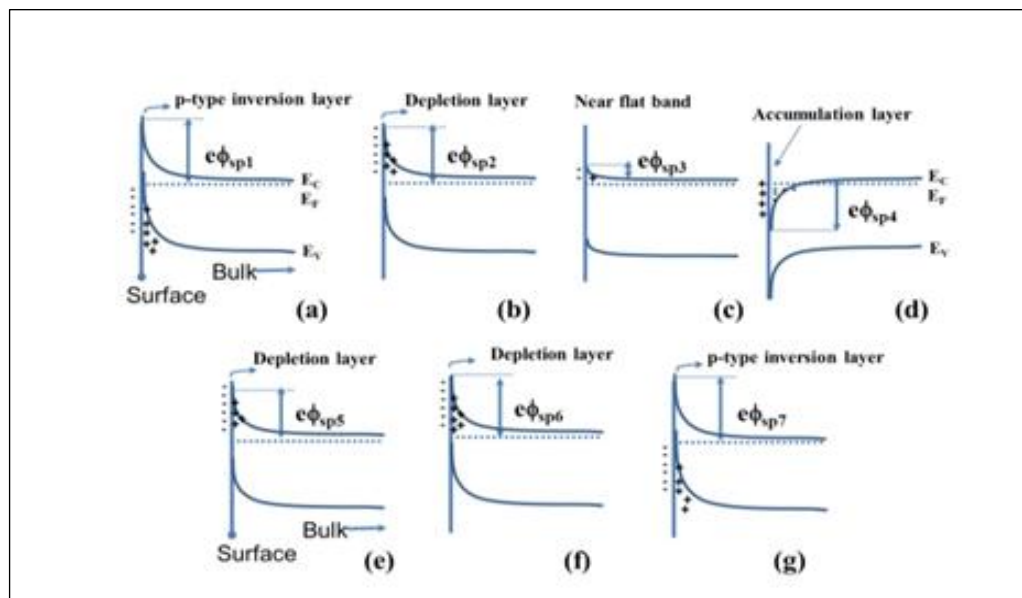 p-type inversion layer
eϕsp1
EC
EF
EV
Bulk
Surface
(a)
Depletion layer
eϕsp2
(b)
Near flat band
eϕsp3
(c)
Accumulation layer
EC
EF
eϕsp4
EV
(d)
Depletion layer
eϕsp5
Bulk
Surface
(e)
Depletion layer
eϕsp6
(f)
p-type inversion layer
eϕsp7
(g)